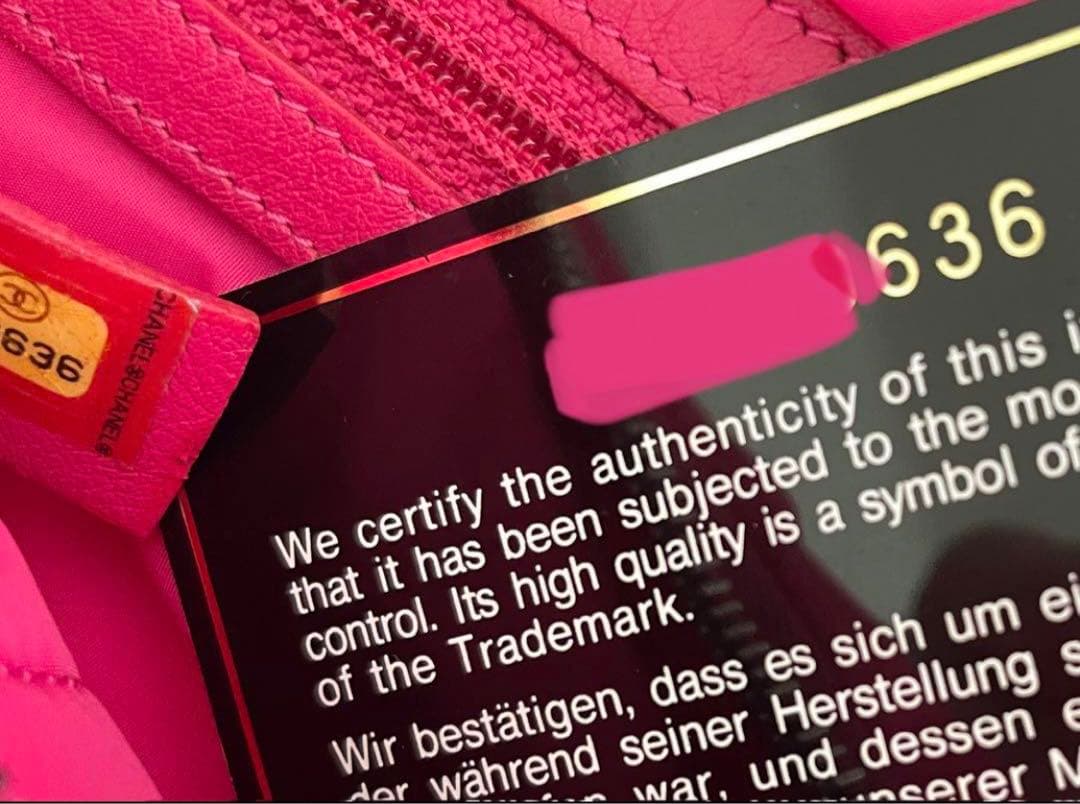 636
CHANEL®CHANEL®
636
We certify the authenticity of this
that it has been subjected to the
control. Its high quality is a symbol of
of the Trademark.
Wir bestätigen, dass es sich um
der während seiner Herstellung
war, und dessen
unserer